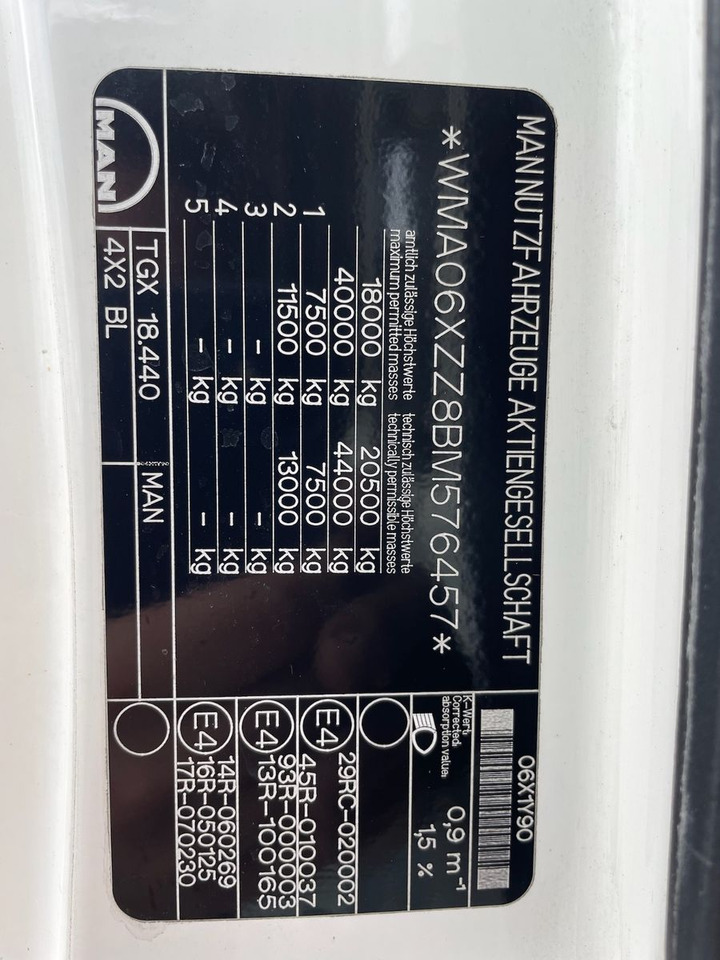 MAN NUTZFAHRZEUGE AKTIENGESELLSCHAFT
*WMA06XZZ8BM576457*
amtlich zulässige Höchstwerte
maximum permitted masses
technisch zulässige Höchstwerte
technically permissible masses
18000 kg 20500 kg
40000 kg 44000 kg
1 7500 kg 7500 kg
2 11500 kg 13000 kg
3 - kg - kg
4 - kg - kg
5 - kg - kg
MAN
TGX 18.440 MAN
4X2 BL
06X1Y90
K-Wert:
Corrected
absorption value:
0,9 m⁻¹
1,5 %
29RC-020002
E4 45R-010037
93R-000003
E4 13R-100165
14R-060269
E4 16R-050125
17R-070230